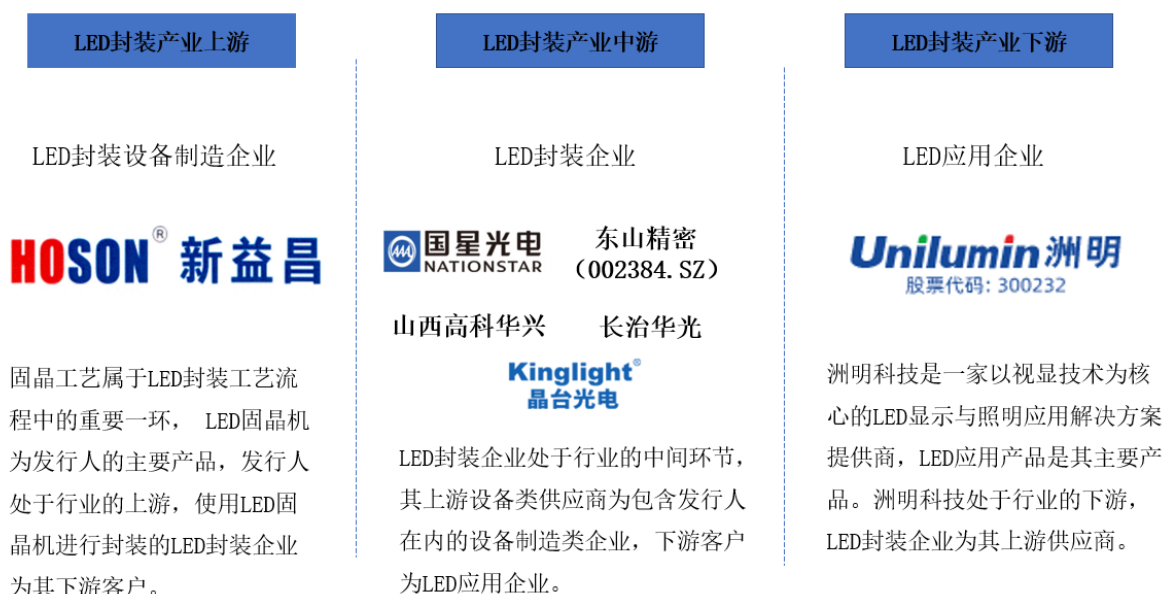 LED封装产业上游
LED封装设备制造企业
HOSON® 新益昌
固晶工艺属于LED封装工艺流
程中的重要一环， LED固晶机
为发行人的主要产品，发行人
处于行业的上游，使用LED固
晶机进行封装的LED封装企业
为其下游客户。
LED封装产业中游
LED封装企业
国星光电
NATIONSTAR
东山精密
（002384.SZ）
山西高科华兴 长治华光
Kinglight®
晶台光电
LED封装企业处于行业的中间环节，
其上游设备类供应商为包含发行人
在内的设备制造类企业，下游客户
为LED应用企业。
LED封装产业下游
LED应用企业
Unilumin洲明
股票代码: 300232
洲明科技是一家以视显技术为核
心的LED显示与照明应用解决方案
提供商，LED应用产品是其主要产
品。洲明科技处于行业的下游，
LED封装企业为其上游供应商。